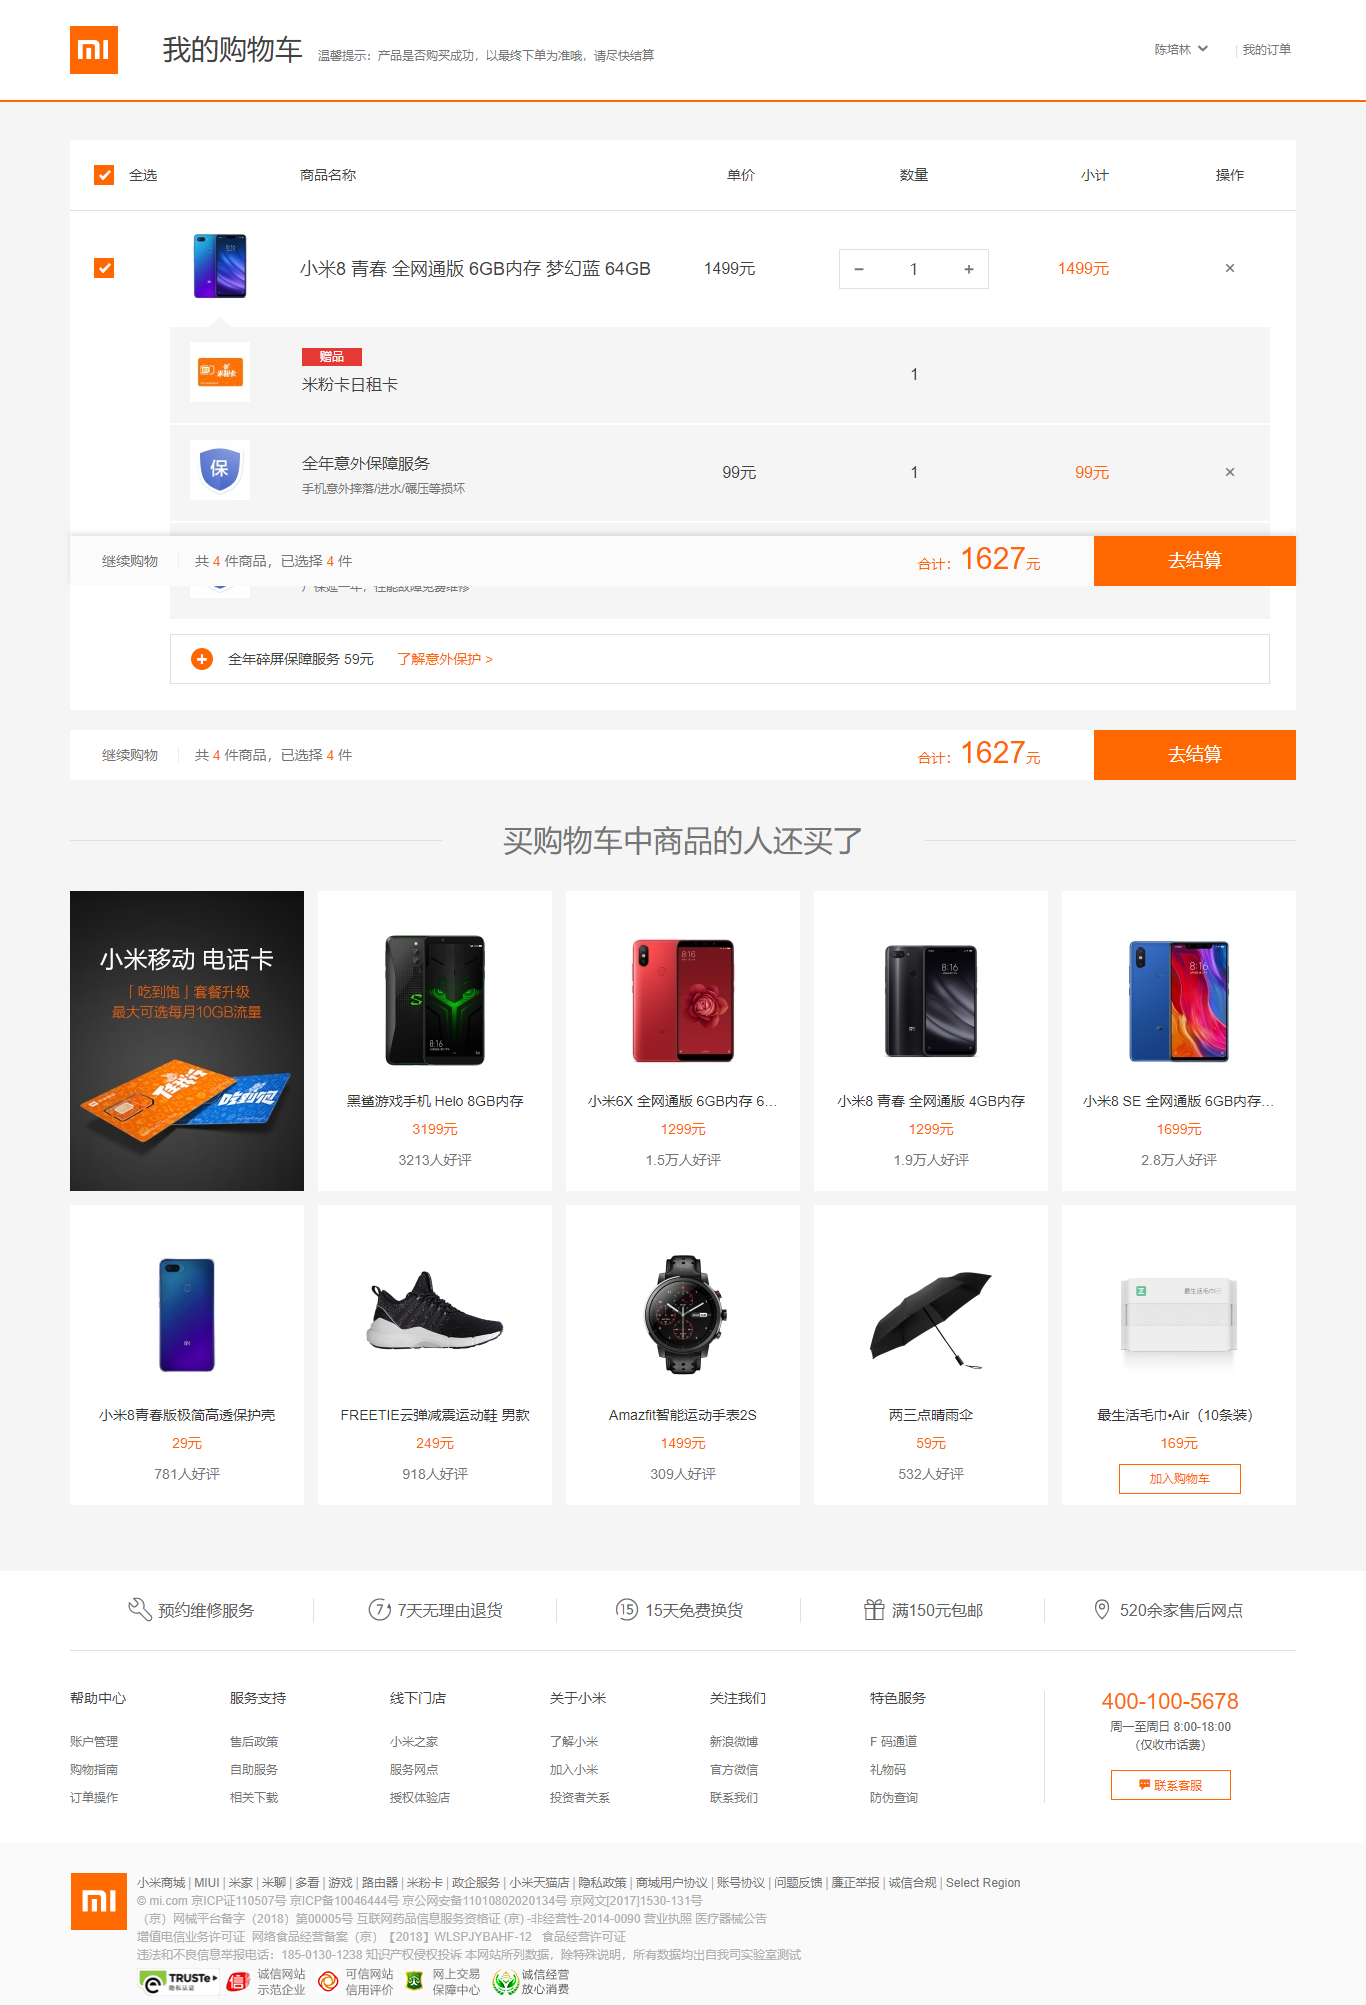 我的购物车 温馨提示：产品是否购买成功，以最终下单为准哦，请尽快结算 陈培林 | 我的订单
全选 商品名称 单价 数量 小计 操作
小米8 青春 全网通版 6GB内存 梦幻蓝 64GB 1499元 − 1 + 1499元 ×
赠品
米粉卡日租卡 1
保 全年意外保障服务 99元 1 99元 ×
手机意外摔落/进水/碾压等损坏
继续购物 共 4 件商品，已选择 4 件 合计：1627元 去结算
厂保延一年，性能故障免费维修
全年碎屏保障服务 59元 了解意外保护 >
继续购物 共 4 件商品，已选择 4 件 合计：1627元 去结算
买购物车中商品的人还买了
小米移动 电话卡
「吃到饱」套餐升级
最大可选每月10GB流量
黑鲨游戏手机 Helo 8GB内存
3199元
3213人好评
小米6X 全网通版 6GB内存 6...
1299元
1.5万人好评
小米8 青春 全网通版 4GB内存
1299元
1.9万人好评
小米8 SE 全网通版 6GB内存...
1699元
2.8万人好评
小米8青春版极简高透保护壳
29元
781人好评
FREETIE云弹减震运动鞋 男款
249元
918人好评
Amazfit智能运动手表2S
1499元
309人好评
两三点晴雨伞
59元
532人好评
最生活毛巾•Air（10条装）
169元
加入购物车
预约维修服务 7天无理由退货 15天免费换货 满150元包邮 520余家售后网点
帮助中心 服务支持 线下门店 关于小米 关注我们 特色服务
账户管理 售后政策 小米之家 了解小米 新浪微博 F 码通道
购物指南 自助服务 服务网点 加入小米 官方微信 礼物码
订单操作 相关下载 授权体验店 投资者关系 联系我们 防伪查询
400-100-5678
周一至周日 8:00-18:00
（仅收市话费）
联系客服
小米商城 | MIUI | 米家 | 米聊 | 多看 | 游戏 | 路由器 | 米粉卡 | 政企服务 | 小米天猫店 | 隐私政策 | 商城用户协议 | 账号协议 | 问题反馈 | 廉正举报 | 诚信合规 | Select Region
© mi.com 京ICP证110507号 京ICP备10046444号 京公网安备11010802020134号 京网文[2017]1530-131号
（京）网械平台备字（2018）第00005号 互联网药品信息服务资格证 (京) -非经营性-2014-0090 营业执照 医疗器械公告
增值电信业务许可证 网络食品经营备案（京）【2018】WLSPJYBAHF-12 食品经营许可证
违法和不良信息举报电话：185-0130-1238 知识产权侵权投诉 本网站所列数据，除特殊说明，所有数据均出自我司实验室测试
TRUSTe 隐私认证 诚信网站 示范企业 可信网站 信用评价 网上交易 保障中心 诚信经营 放心消费